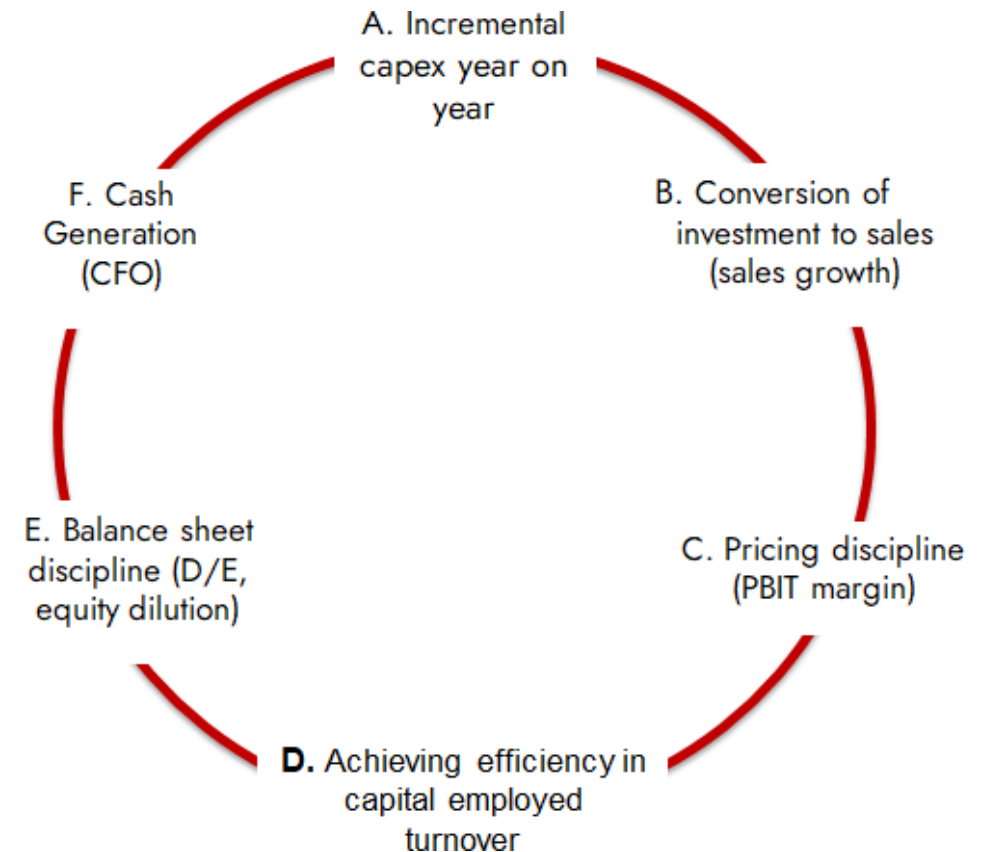 A. Incremental
capex year on
year
B. Conversion of
investment to sales
(sales growth)
C. Pricing discipline
(PBIT margin)
D. Achieving efficiency in
capital employed
turnover
E. Balance sheet
discipline (D/E,
equity dilution)
F. Cash
Generation
(CFO)